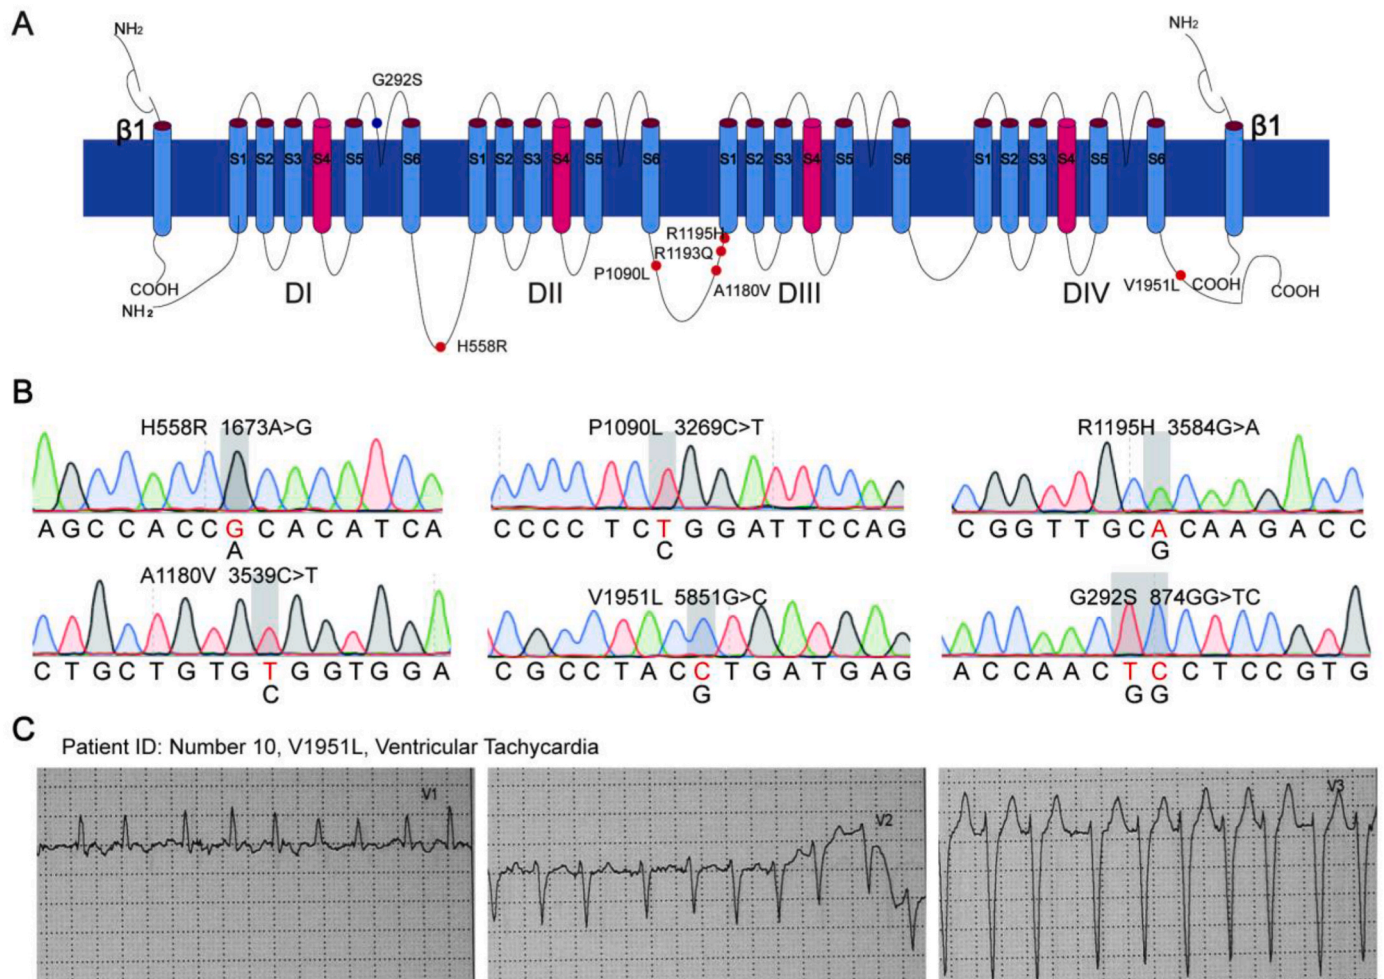 A
NH₂
NH₂
G292S
β1
β1
S1 S2 S3 S4 S5 S6 S1 S2 S3 S4 S5 S6 S1 S2 S3 S4 S5 S6 S1 S2 S3 S4 S5 S6
R1195H
R1193Q
P1090L
A1180V
V1951L
COOH
COOH
COOH
NH₂
DI
DII
DIII
DIV
H558R
B
H558R 1673A>G
AGCCACCGCACATCA
A
P1090L 3269C>T
CCCCTCTGGATTCCAG
C
R1195H 3584G>A
CGGTTGCACAAGACC
G
A1180V 3539C>T
CTGCTGTGTGGTGGA
C
V1951L 5851G>C
CGCCTACCTGATGAG
G
G292S 874GG>TC
ACCAACTCCTCCGTG
GG
C
Patient ID: Number 10, V1951L, Ventricular Tachycardia
V1
V2
V3